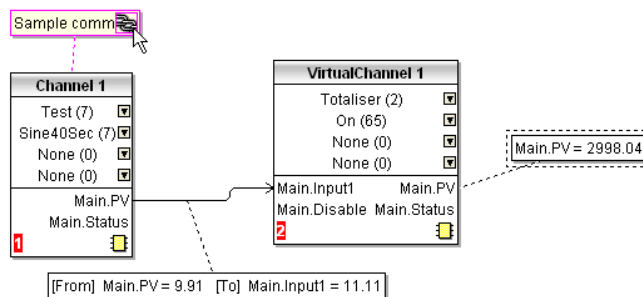 Sample comm
Channel 1
Test (7)
Sine40Sec (7)
None (0)
None (0)
Main.PV
Main.Status
1
VirtualChannel 1
Totaliser (2)
On (65)
None (0)
None (0)
Main.Input1 Main.PV
Main.Disable Main.Status
2
Main.PV = 2998.04
[From] Main.PV = 9.91 [To] Main.Input1 = 11.11